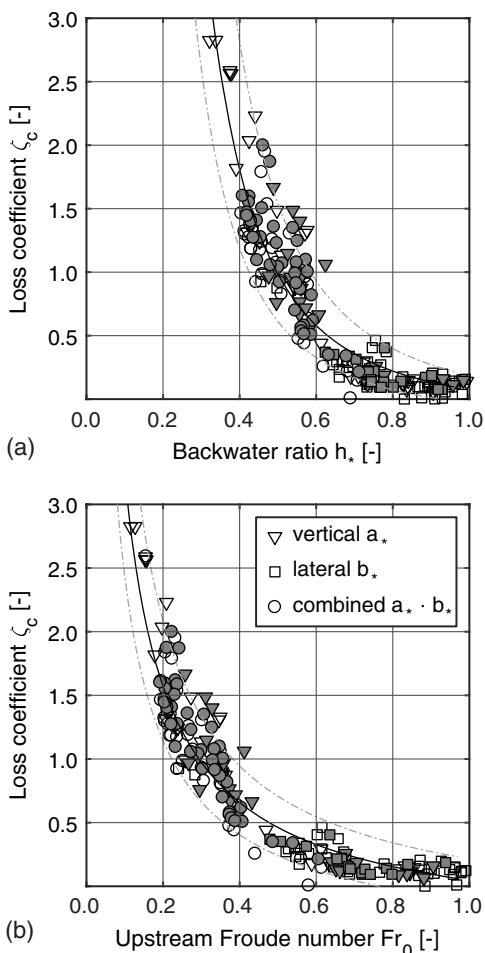 3.0
2.5
2.0
1.5
1.0
0.5
Loss coefficient ζc [-]
0.0 0.2 0.4 0.6 0.8 1.0
(a)
Backwater ratio h* [-]
3.0
2.5
2.0
1.5
1.0
0.5
Loss coefficient ζc [-]
vertical a*
lateral b*
combined a* · b*
0.0 0.2 0.4 0.6 0.8 1.0
(b)
Upstream Froude number Fr0 [-]